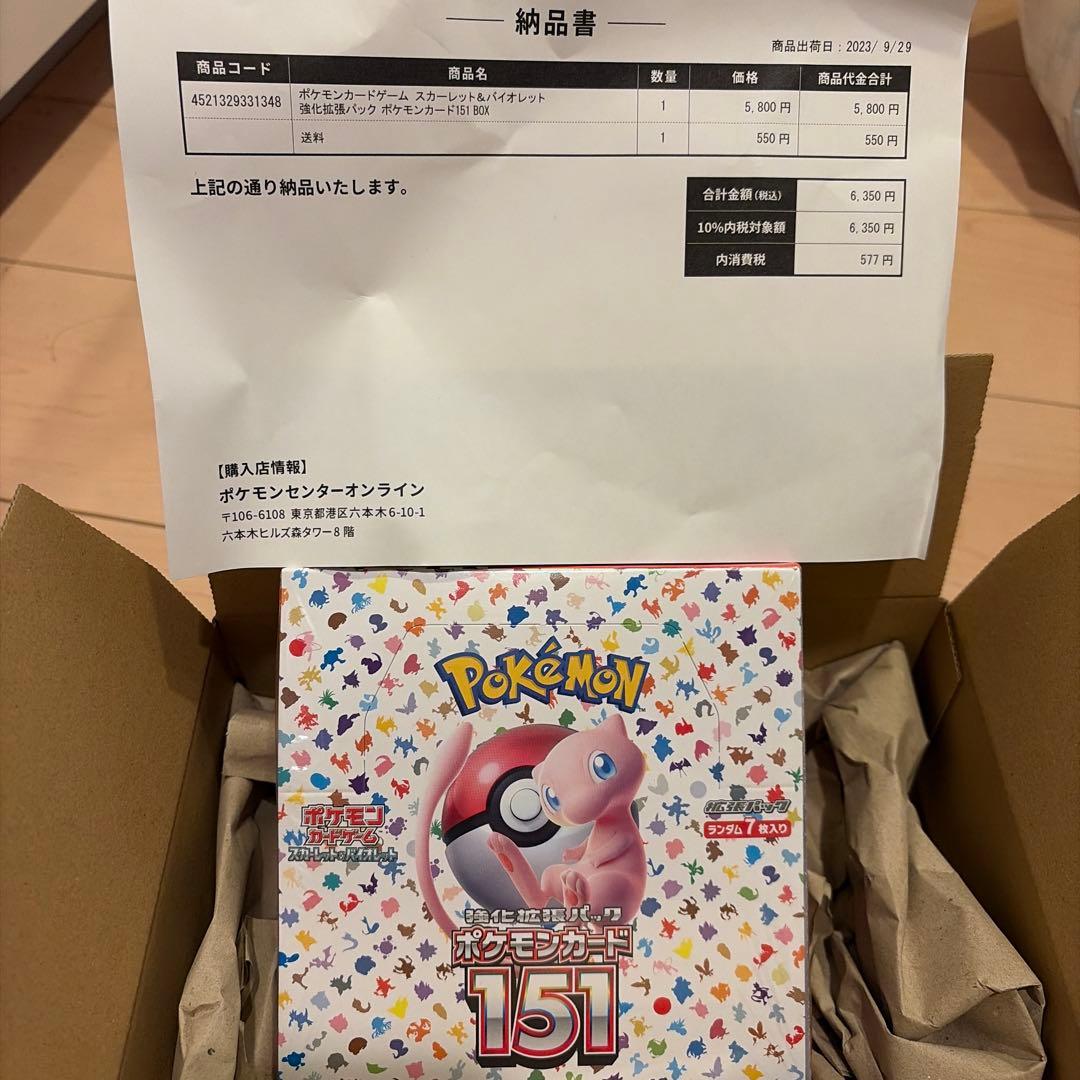 納品書
商品出荷日：2023/ 9/29
商品コード 商品名 数量 価格 商品代金合計
4521329331348 ポケモンカードゲーム スカーレット&バイオレット 1 5,800 円 5,800 円
強化拡張パック ポケモンカード151 BOX
送料 1 550 円 550 円
上記の通り納品いたします。
合計金額(税込) 6,350 円
10%内税対象額 6,350 円
内消費税 577 円
【購入店情報】
ポケモンセンターオンライン
〒106-6108 東京都港区六本木6-10-1
六本木ヒルズ森タワー8階
POKéMON
ポケモン
カードゲーム
スカーレット&バイオレット
拡張パック
ランダム7枚入り
強化拡張パック
ポケモンカード
151